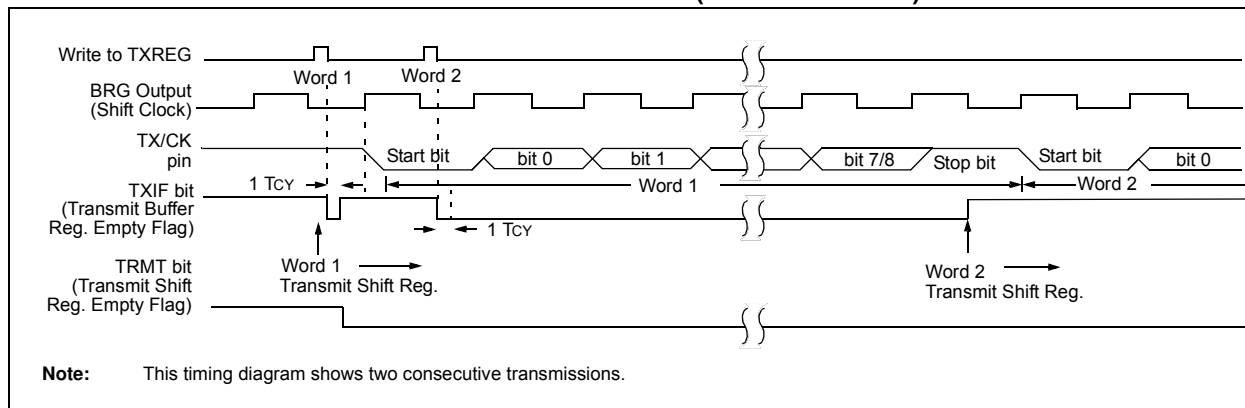 Write to TXREG
Word 1
Word 2
BRG Output
(Shift Clock)
TX/CK
pin
Start bit
bit 0
bit 1
bit 7/8
Stop bit
Start bit
bit 0
1 TCY
Word 1
Word 2
TXIF bit
(Transmit Buffer
Reg. Empty Flag)
1 TCY
Word 1
Transmit Shift Reg.
Word 2
Transmit Shift Reg.
TRMT bit
(Transmit Shift
Reg. Empty Flag)
Note: This timing diagram shows two consecutive transmissions.